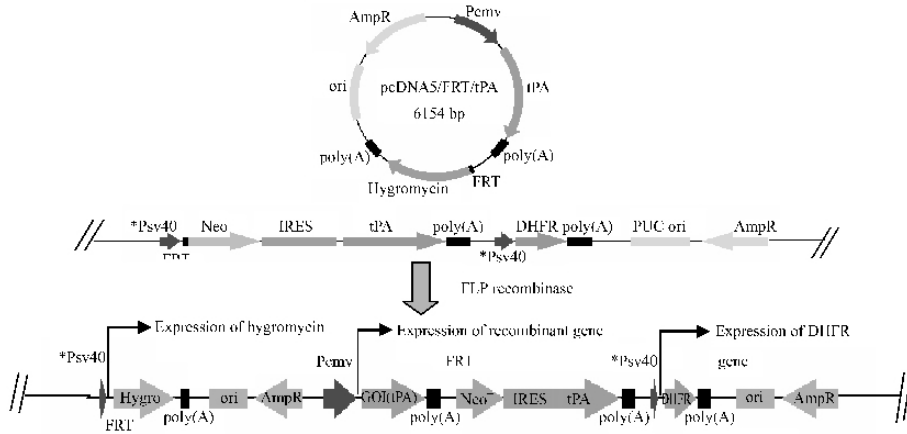 AmpR
Pcmv
ori
pcDNA5/FRT/tPA
tPA
6154 bp
poly(A)
poly(A)
Hygromycin
FRT
*Psv40 Neo IRES tPA poly(A) DHFR poly(A) PUC ori AmpR
FRT *Psv40
FLP recombinase
Expression of hygromycin Expression of recombinant gene Expression of DHFR
gene
*Psv40 Pcmv FRT *Psv40
Hygro ori AmpR GOI(tPA) Neo IRES tPA DHFR ori AmpR
FRT poly(A) poly(A) poly(A) poly(A)